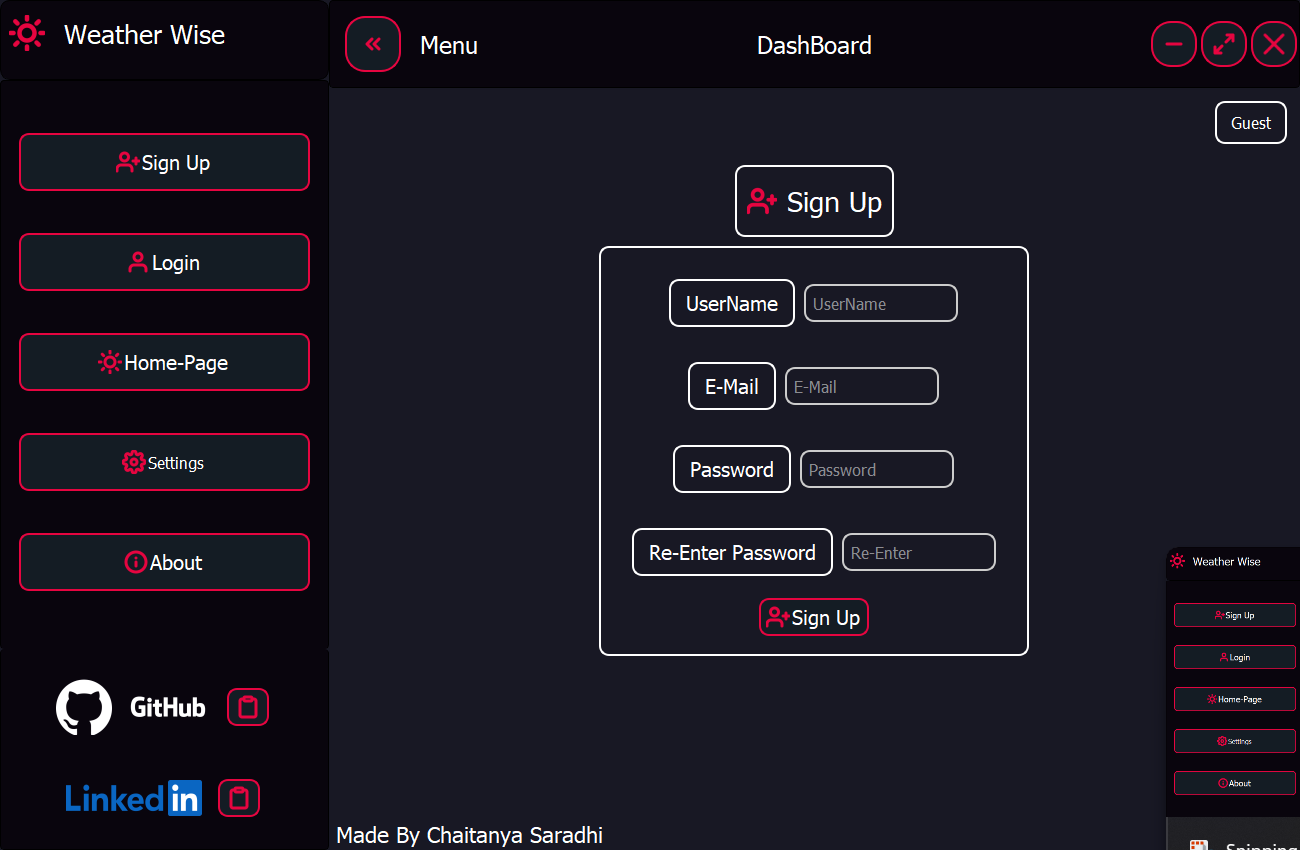 Weather Wise
Menu
DashBoard
Guest
Sign Up
Login
Home-Page
Settings
About
GitHub
Linked in
Sign Up
UserName UserName
E-Mail E-Mail
Password Password
Re-Enter Password Re-Enter
Sign Up
Made By Chaitanya Saradhi
Weather Wise
Sign Up
Login
Home-Page
Settings
About